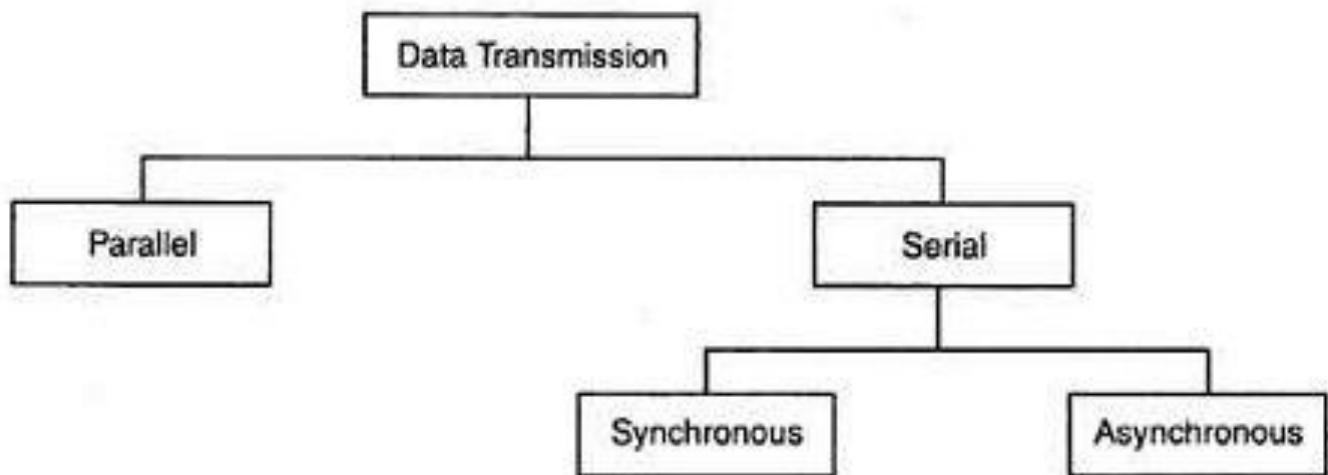 Data Transmission
Parallel
Serial
Synchronous
Asynchronous